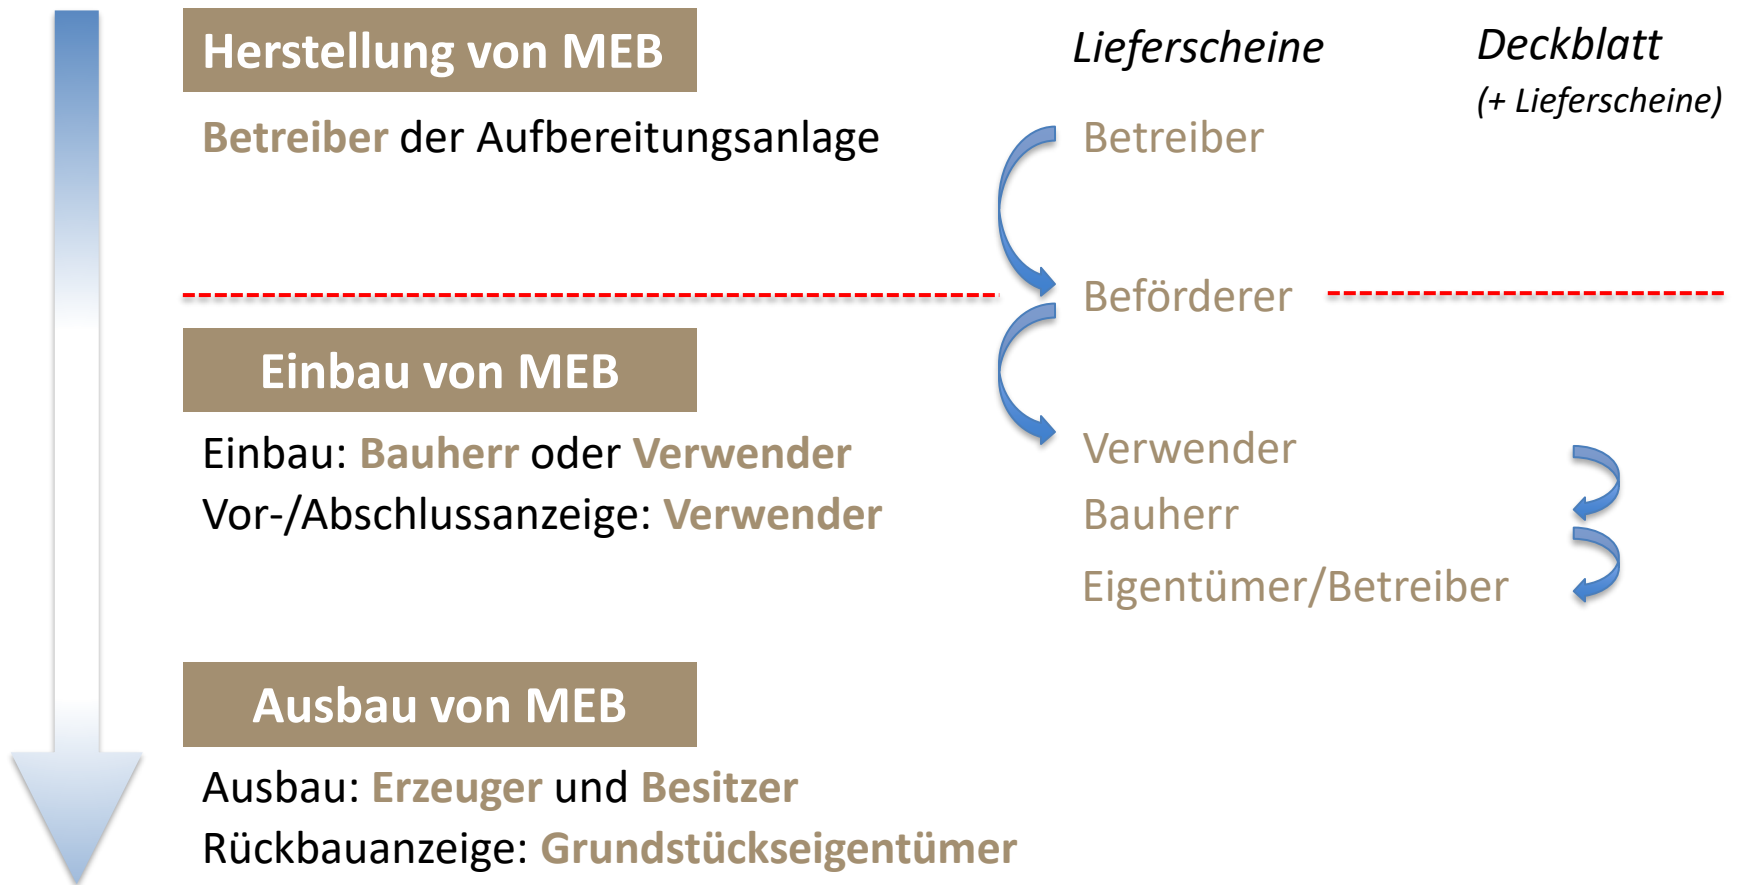 Herstellung von MEB
Lieferscheine
Deckblatt
(+ Lieferscheine)
Betreiber der Aufbereitungsanlage
Betreiber
Beförderer
Einbau von MEB
Einbau: Bauherr oder Verwender
Verwender
Vor-/Abschlussanzeige: Verwender
Bauherr
Eigentümer/Betreiber
Ausbau von MEB
Ausbau: Erzeuger und Besitzer
Rückbauanzeige: Grundstückseigentümer